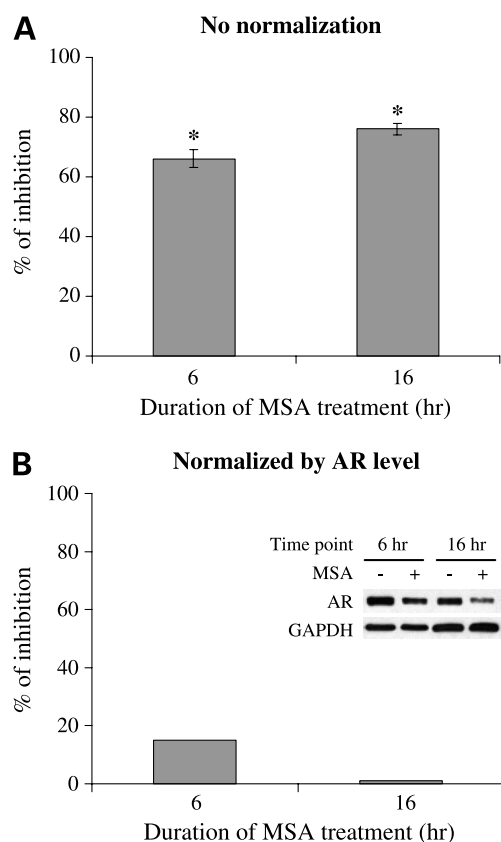 A
No normalization
100
80
60
40
20
0
% of inhibition
*
*
6
16
Duration of MSA treatment (hr)
B
Normalized by AR level
100
80
60
40
20
0
% of inhibition
Time point 6 hr 16 hr
MSA - + - +
AR
GAPDH
6
16
Duration of MSA treatment (hr)